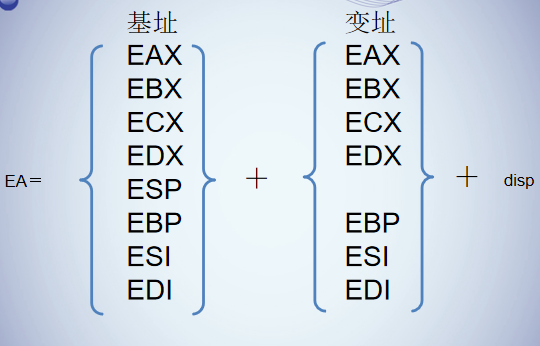 基址 变址
EAX EAX
EBX EBX
ECX ECX
EDX EDX
EA＝ ESP ＋ ＋ disp
EBP EBP
ESI ESI
EDI EDI